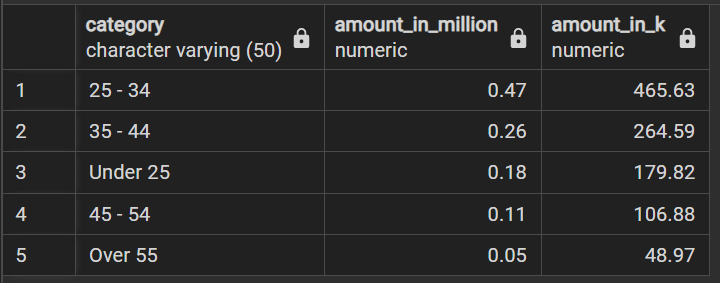 category amount_in_million amount_in_k
character varying (50) numeric numeric
1 25 - 34 0.47 465.63
2 35 - 44 0.26 264.59
3 Under 25 0.18 179.82
4 45 - 54 0.11 106.88
5 Over 55 0.05 48.97